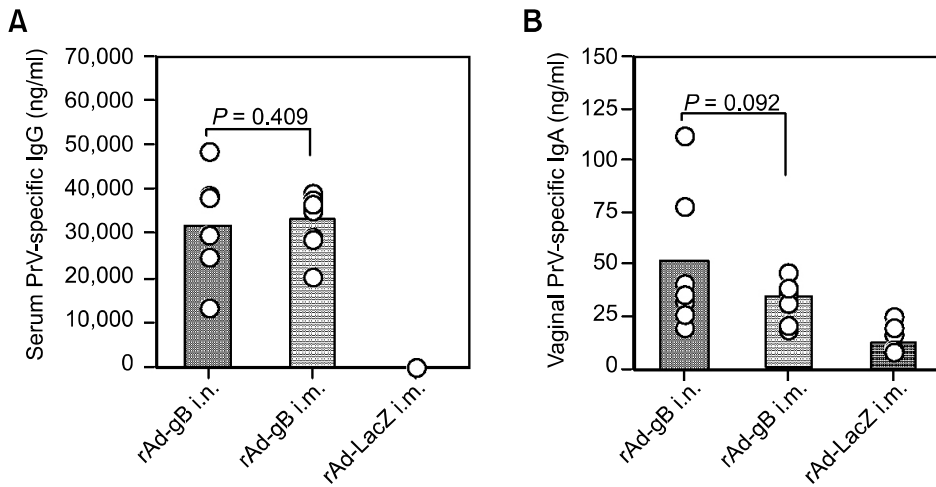 A
Serum PrV-specific IgG (ng/ml)
70,000
60,000
50,000
40,000
30,000
20,000
10,000
0
P = 0.409
rAd-gB i.n.
rAd-gB i.m.
rAd-LacZ i.m.
B
Vaginal PrV-specific IgA (ng/ml)
150
125
100
75
50
25
0
P = 0.092
rAd-gB i.n.
rAd-gB i.m.
rAd-LacZ i.m.